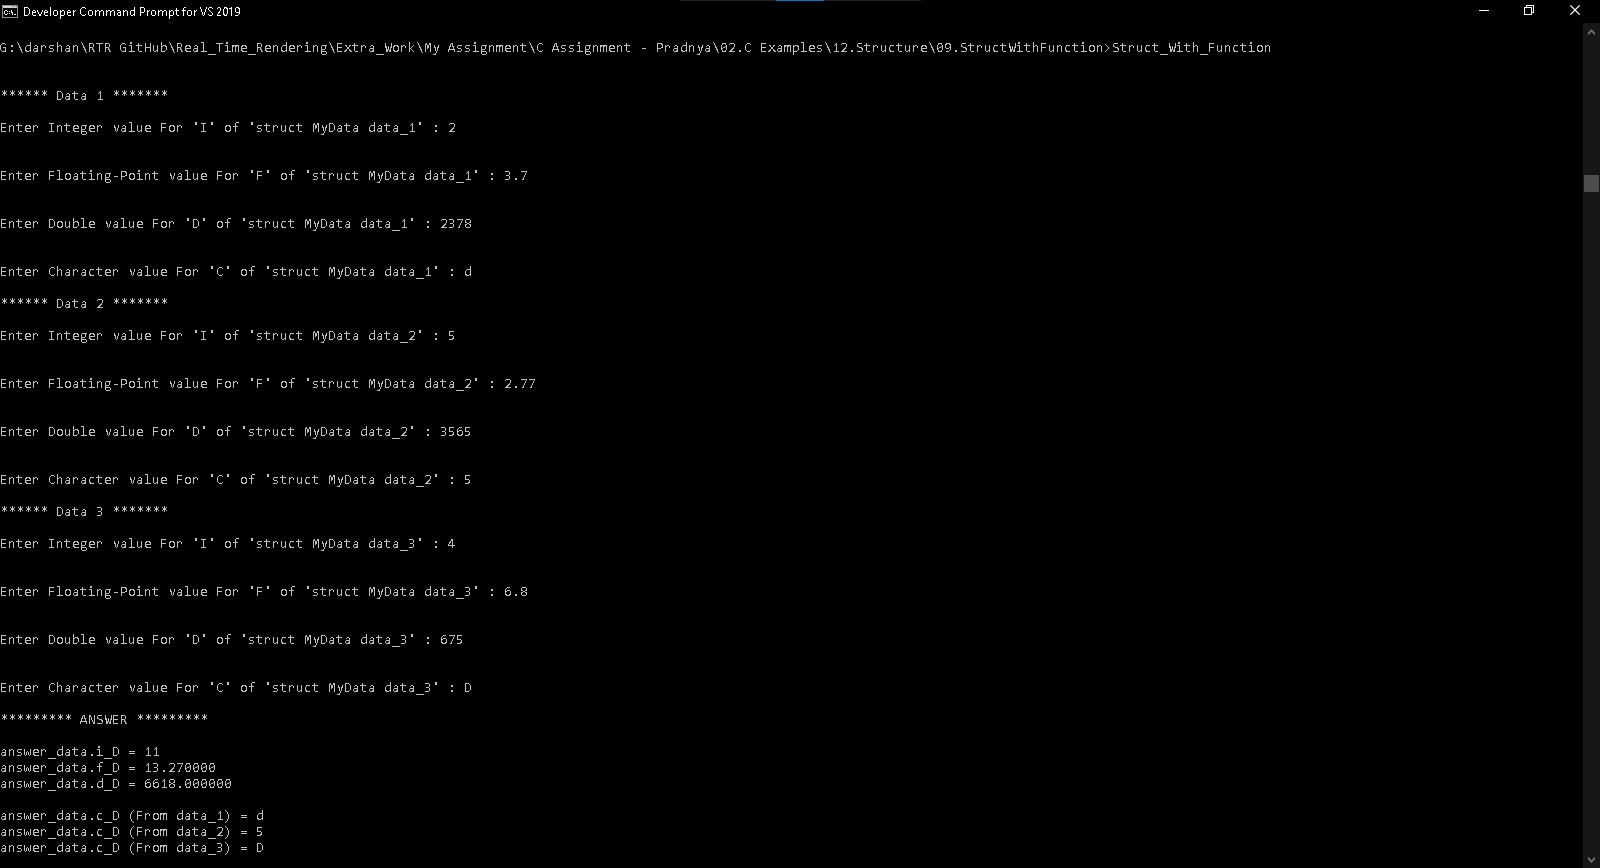 Developer Command Prompt for VS 2019
G:\darshan\RTR GitHub\Real_Time_Rendering\Extra_Work\My Assignment\C Assignment - Pradnya\02.C Examples\12.Structure\09.StructWithFunction>Struct_With_Function
****** Data 1 *******
Enter Integer value For 'I' of 'struct MyData data_1' : 2
Enter Floating-Point value For 'F' of 'struct MyData data_1' : 3.7
Enter Double value For 'D' of 'struct MyData data_1' : 2378
Enter Character value For 'C' of 'struct MyData data_1' : d
****** Data 2 *******
Enter Integer value For 'I' of 'struct MyData data_2' : 5
Enter Floating-Point value For 'F' of 'struct MyData data_2' : 2.77
Enter Double value For 'D' of 'struct MyData data_2' : 3565
Enter Character value For 'C' of 'struct MyData data_2' : 5
****** Data 3 *******
Enter Integer value For 'I' of 'struct MyData data_3' : 4
Enter Floating-Point value For 'F' of 'struct MyData data_3' : 6.8
Enter Double value For 'D' of 'struct MyData data_3' : 675
Enter Character value For 'C' of 'struct MyData data_3' : D
********* ANSWER *********
answer_data.i_D = 11
answer_data.f_D = 13.270000
answer_data.d_D = 6618.000000
answer_data.c_D (From data_1) = d
answer_data.c_D (From data_2) = 5
answer_data.c_D (From data_3) = D